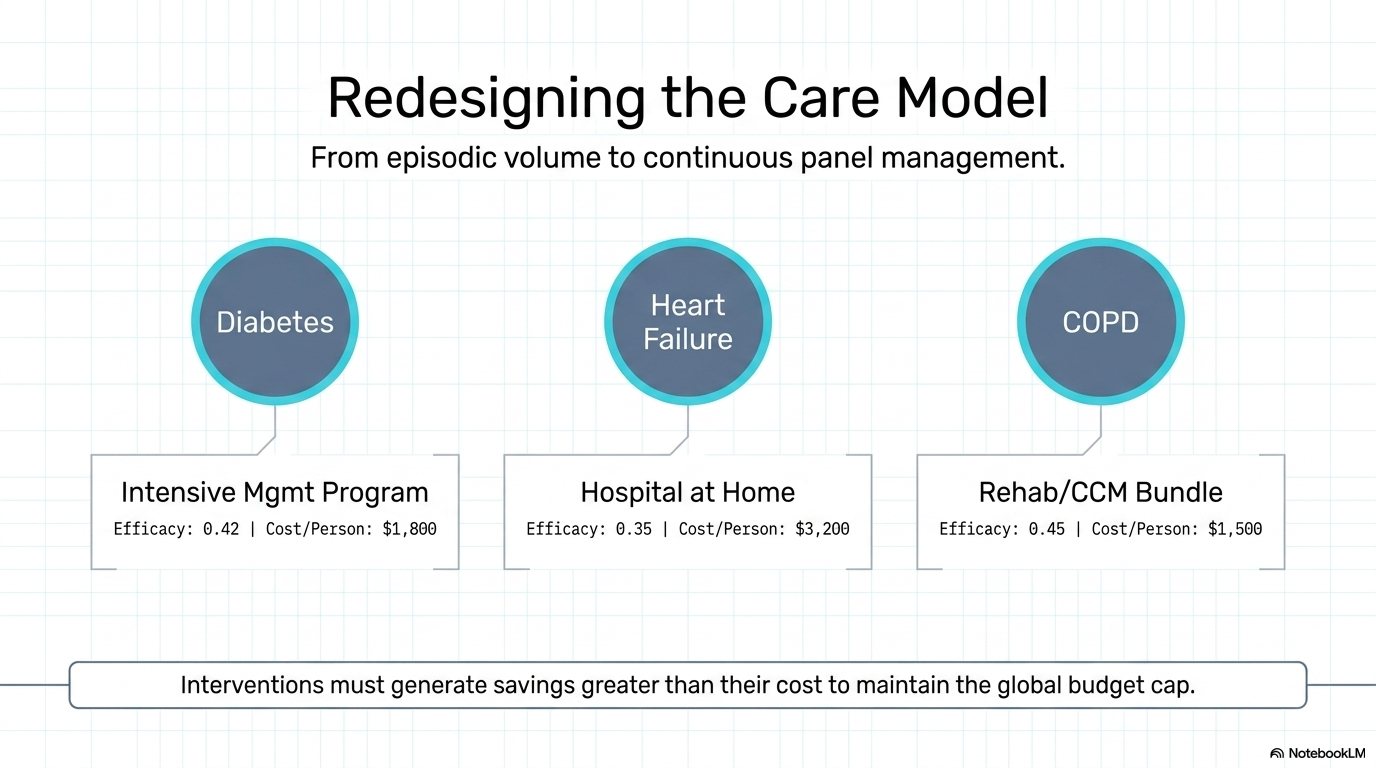 Redesigning the Care Model
From episodic volume to continuous panel management.
Diabetes
Heart
Failure
COPD
Intensive Mgmt Program
Efficacy: 0.42 | Cost/Person: $1,800
Hospital at Home
Efficacy: 0.35 | Cost/Person: $3,200
Rehab/CCM Bundle
Efficacy: 0.45 | Cost/Person: $1,500
Interventions must generate savings greater than their cost to maintain the global budget cap.
NotebookLM